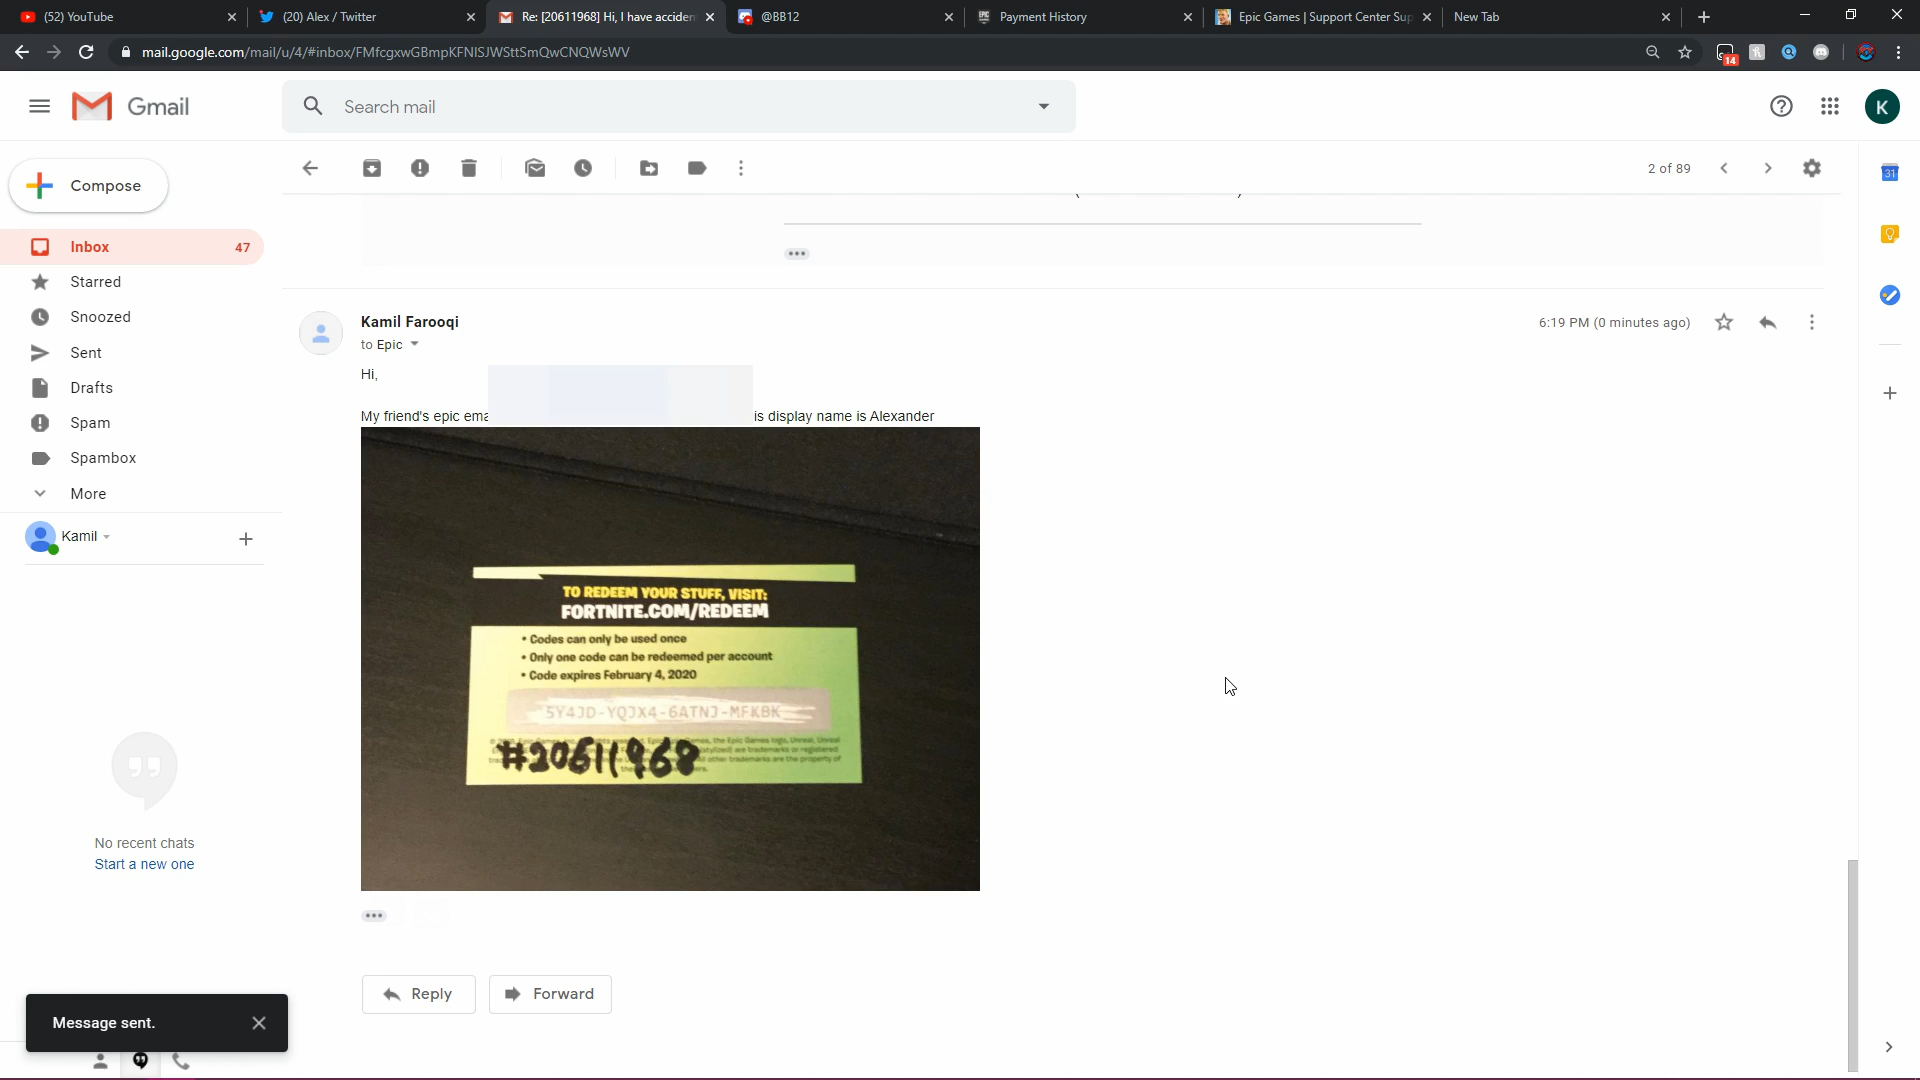 (52) YouTube
(20) Alex / Twitter
Re: [20611968] Hi, I have acciden
@BB12
Payment History
Epic Games | Support Center Sup
New Tab
mail.google.com/mail/u/4/#inbox/FMfcgxwGBmpKFNISJWSttSmQwCNQWsWV
14
Gmail
Search mail
K
Compose
2 of 89
31
Inbox
47
Starred
Snoozed
Sent
Drafts
Spam
Spambox
More
Kamil
Kamil Farooqi
6:19 PM (0 minutes ago)
to Epic
Hi,
My friend's epic ema
is display name is Alexander
TO REDEEM YOUR STUFF, VISIT:
FORTNITE.COM/REDEEM
• Codes can only be used once
• Only one code can be redeemed per account
• Code expires February 4, 2020
5Y4JD-YQJX4-6ATNJ-MFKBK
#20611968
No recent chats
Start a new one
Reply
Forward
Message sent.